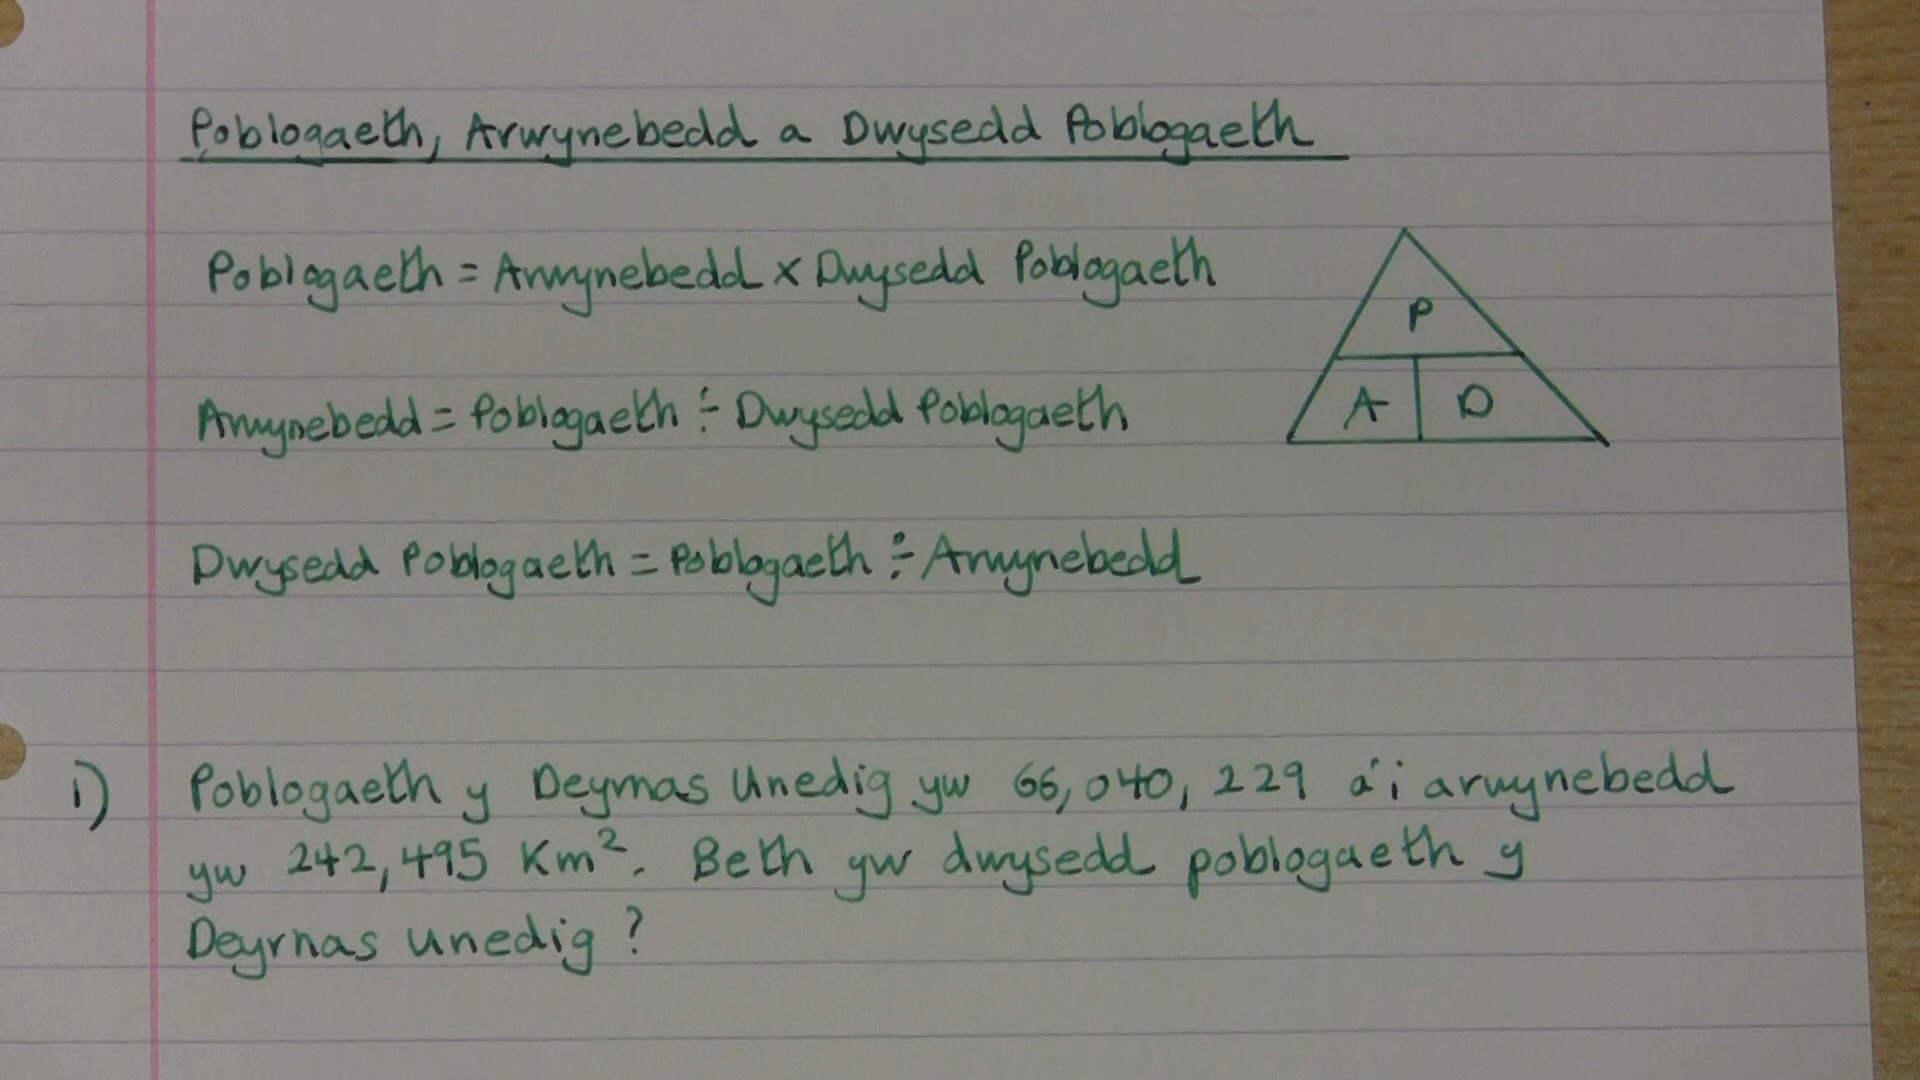 Poblogaeth, Arwynebedd a Dwysedd Poblogaeth
Poblogaeth = Arwynebedd x Dwysedd Poblogaeth
P
Arwynebedd = Poblogaeth ÷ Dwysedd Poblogaeth
A D
Dwysedd Poblogaeth = Poblogaeth ÷ Arwynebedd
1) Poblogaeth y Deyrnas Unedig yw 66,040,229 a'i arwynebedd
yw 242,495 Km². Beth yw dwysedd poblogaeth y
Deyrnas Unedig?